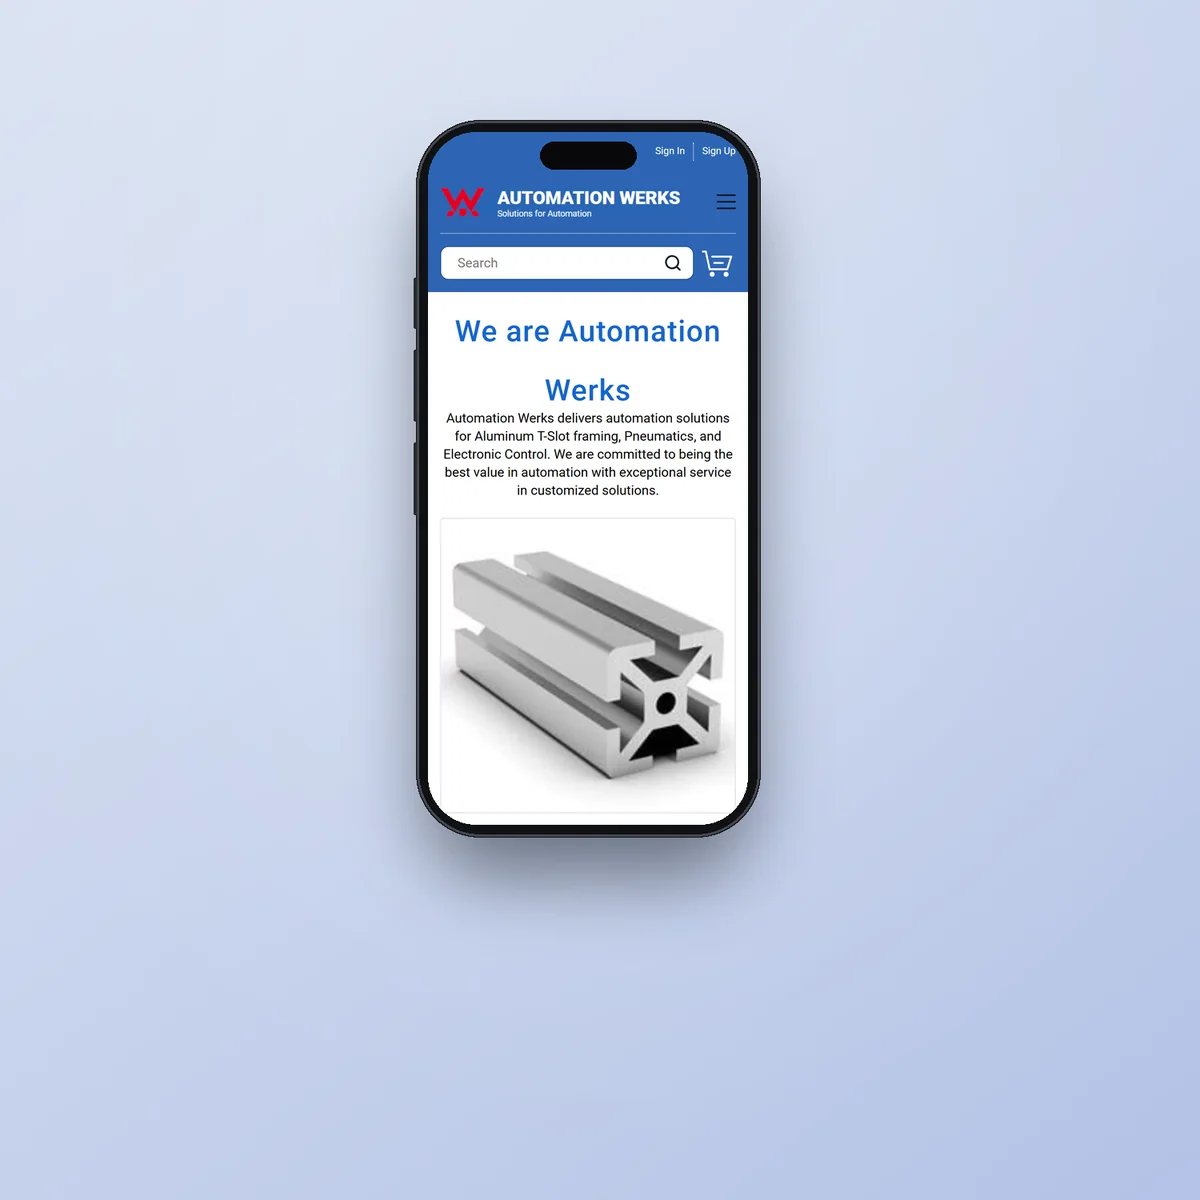 Sign In Sign Up
AUTOMATION WERKS
Solutions for Automation
Search
We are Automation
Werks
Automation Werks delivers automation solutions
for Aluminum T-Slot framing, Pneumatics, and
Electronic Control. We are committed to being the
best value in automation with exceptional service
in customized solutions.